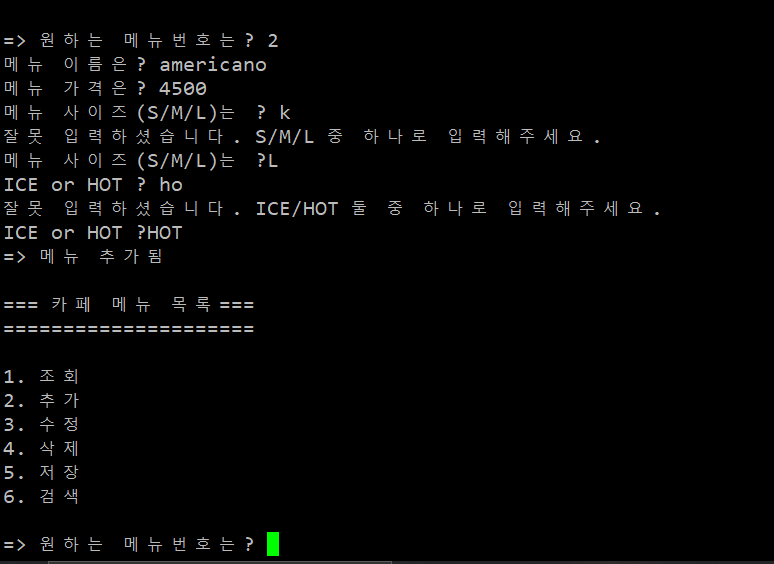 => 원하는 메뉴번호는? 2
메뉴 이름은? americano
메뉴 가격은? 4500
메뉴 사이즈(S/M/L)는 ? k
잘못 입력하셨습니다. S/M/L 중 하나로 입력해주세요.
메뉴 사이즈(S/M/L)는 ?L
ICE or HOT ? ho
잘못 입력하셨습니다. ICE/HOT 둘 중 하나로 입력해주세요.
ICE or HOT ?HOT
=> 메뉴 추가됨
=== 카페 메뉴 목록===
=====================
1. 조회
2. 추가
3. 수정
4. 삭제
5. 저장
6. 검색
=> 원하는 메뉴번호는?